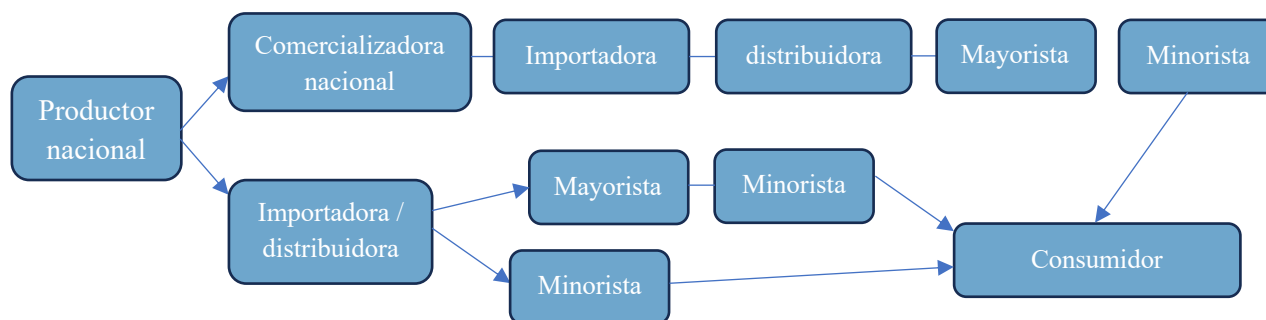 Comercializadora
nacional
Importadora
distribuidora
Mayorista
Minorista
Productor
nacional
Importadora /
distribuidora
Mayorista
Minorista
Minorista
Consumidor